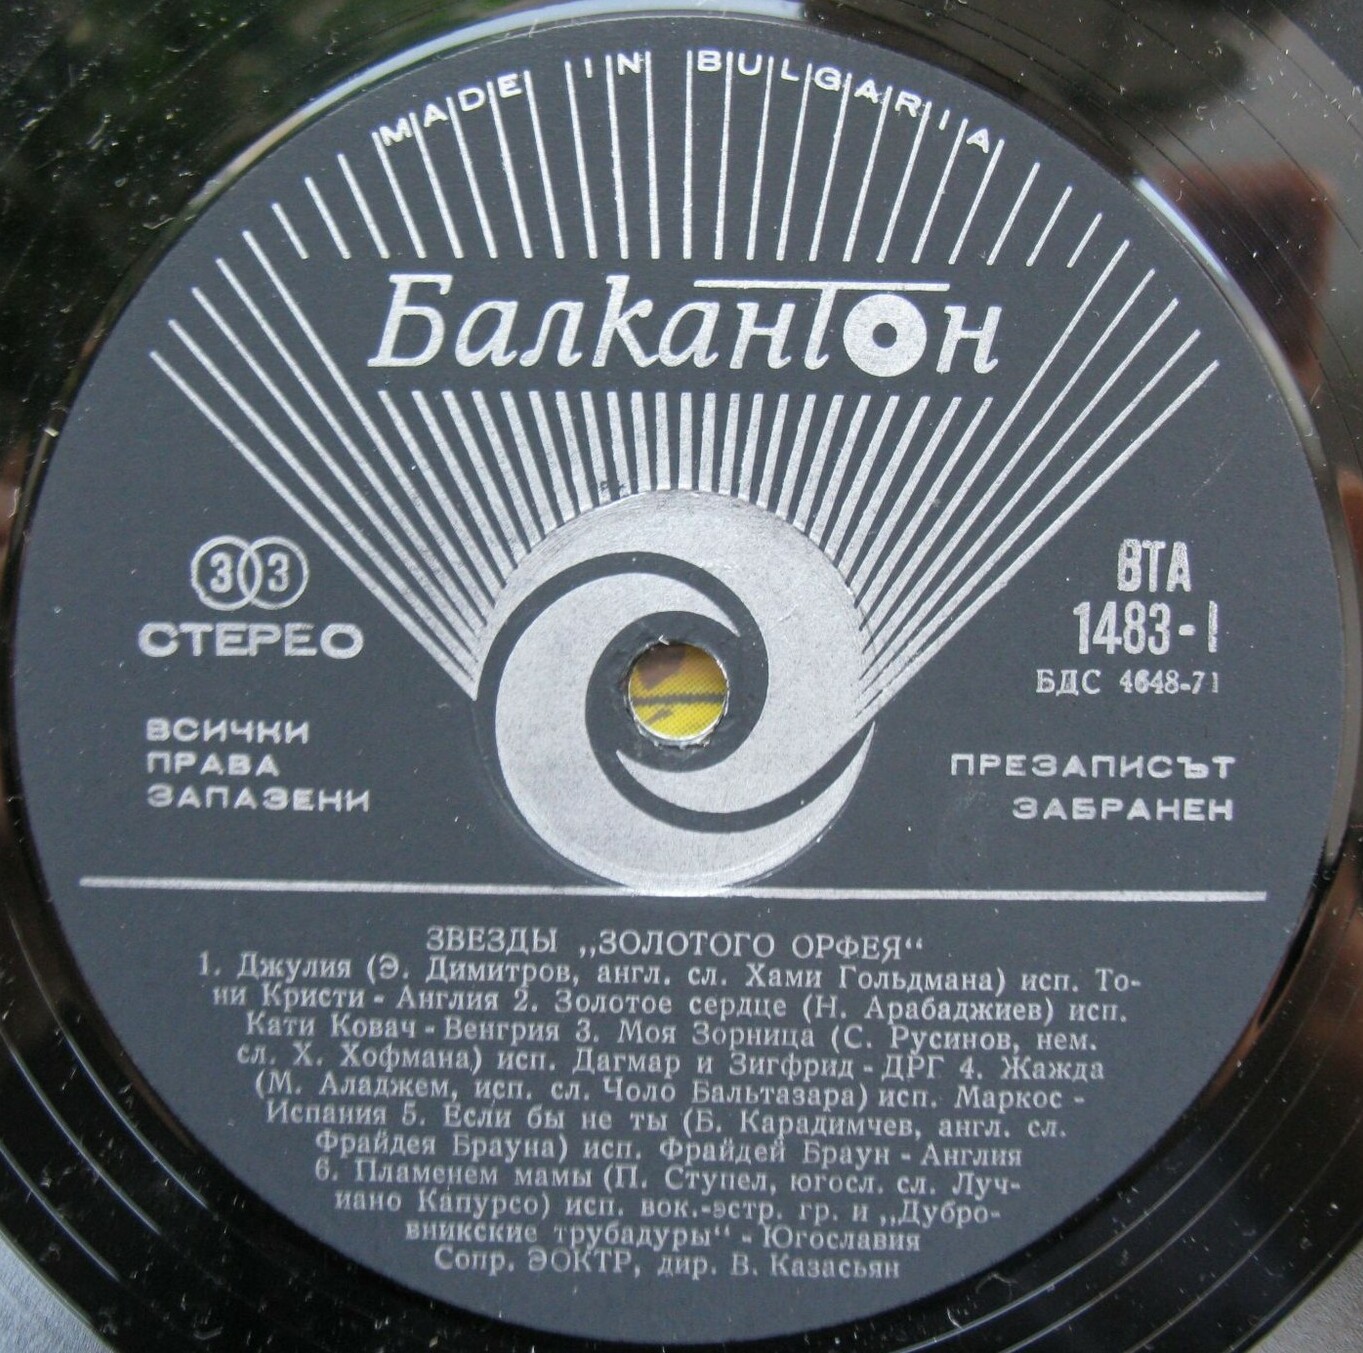 MADE IN BULGARIA
Балкантон
33
СТЕРЕО
ВСИЧКИ
ПРАВА
ЗАПАЗЕНИ
ВТА
1483-I
БДС 4648-71
ПРЕЗАПИСЪТ
ЗАБРАНЕН
ЗВЕЗДЫ „ЗОЛОТОГО ОРФЕЯ“
1. Джулия (Э. Димитров, англ. сл. Хами Гольдмана) исп. То-
ни Кристи - Англия 2. Золотое сердце (Н. Арабаджиев) исп.
Кати Ковач - Венгрия 3. Моя Зорница (С. Русинов, нем.
сл. Х. Хофмана) исп. Дагмар и Зигфрид - ДРГ 4. Жажда
(М. Аладжем, исп. сл. Чоло Бальтазара) исп. Маркос -
Испания 5. Если бы не ты (Б. Карадимчев, англ. сл.
Фрайдея Брауна) исп. Фрайдей Браун - Англия
6. Пламенем мамы (П. Ступел, югосл. сл. Луч-
иано Капурсо) исп. вок.-эстр. гр. и „Дубро-
вникские трубадуры“ - Югославия
Сопр. ЭОКТР, дир. В. Казасьян